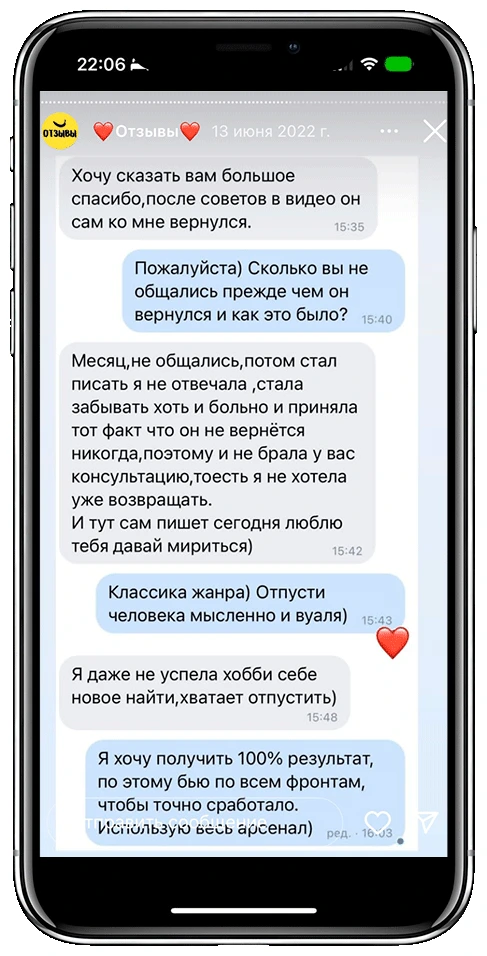 22:06
ОТЗЫВЫ
❤️Отзывы❤️ 13 июня 2022 г.
Хочу сказать вам большое
спасибо,после советов в видео он
сам ко мне вернулся.
15:35
Пожалуйста) Сколько вы не
общались прежде чем он
вернулся и как это было?
15:40
Месяц,не общались,потом стал
писать я не отвечала ,стала
забывать хоть и больно и приняла
тот факт что он не вернётся
никогда,поэтому и не брала у вас
консультацию,тоесть я не хотела
уже возвращать.
И тут сам пишет сегодня люблю
тебя давай мириться)
15:42
Классика жанра) Отпусти
человека мысленно и вуаля)
15:43
Я даже не успела хобби себе
новое найти,хватает отпустить)
15:48
Я хочу получить 100% результат,
по этому бью по всем фронтам,
чтобы точно сработало.
тправить сообщение
Использую весь арсенал)
ред. 16:03